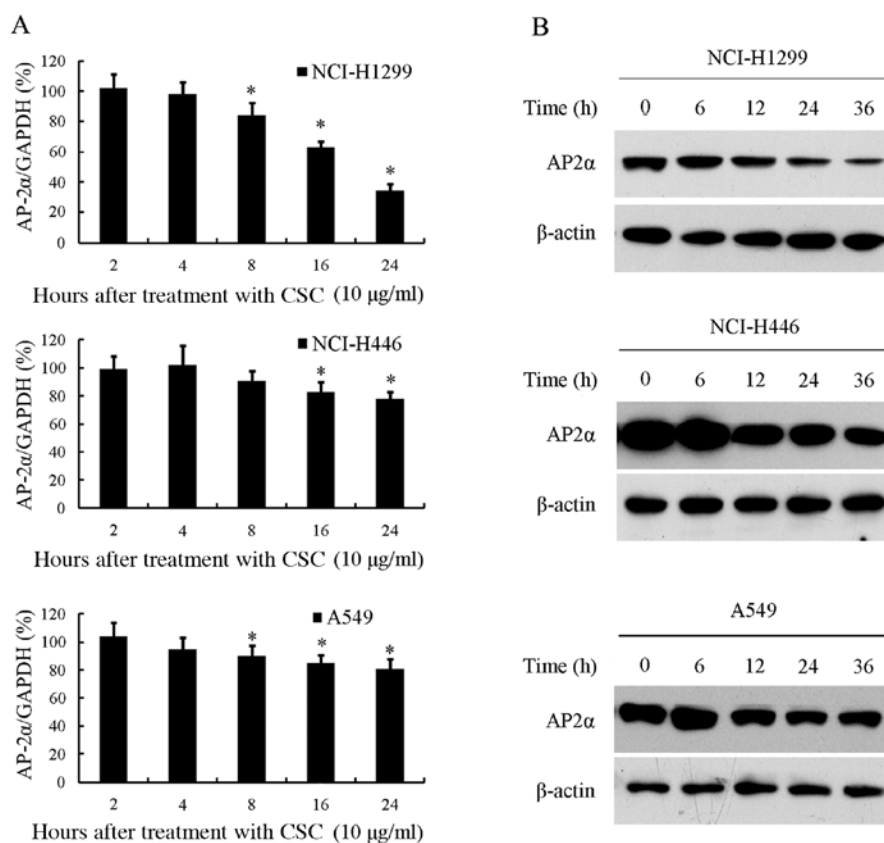 A
AP-2α/GAPDH (%)
120
100
80
60
40
20
0
■NCI-H1299
*
*
*
2 4 8 16 24
Hours after treatment with CSC (10 μg/ml)
AP-2α/GAPDH (%)
120
100
80
60
40
20
0
■NCI-H446
*
*
2 4 8 16 24
Hours after treatment with CSC (10 μg/ml)
AP-2α/GAPDH (%)
120
100
80
60
40
20
0
■A549
*
*
*
2 4 8 16 24
Hours after treatment with CSC (10 μg/ml)
B
NCI-H1299
Time (h) 0 6 12 24 36
AP2α
β-actin
NCI-H446
Time (h) 0 6 12 24 36
AP2α
β-actin
A549
Time (h) 0 6 12 24 36
AP2α
β-actin